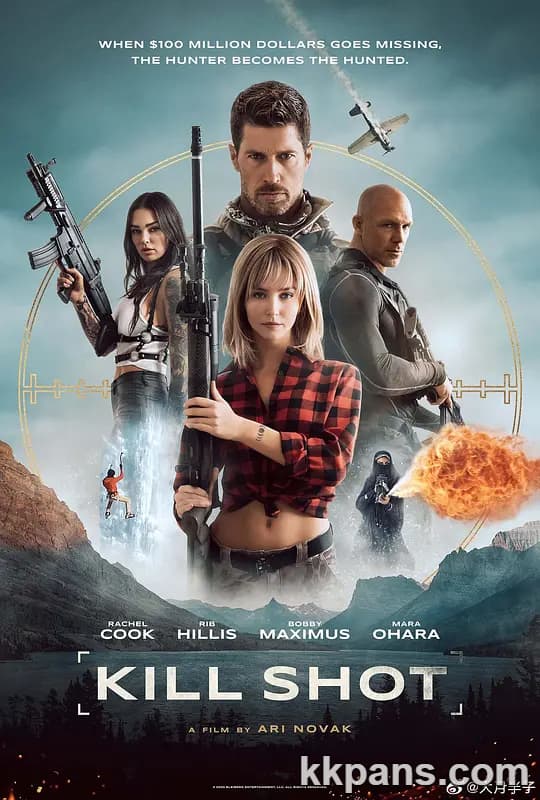 WHEN $100 MILLION DOLLARS GOES MISSING,
THE HUNTER BECOMES THE HUNTED.
RACHEL COOK
RIB HILLIS
BOBBY MAXIMUS
MARA OHARA
KILL SHOT
A FILM BY ARI NOVAK
kkpans.com